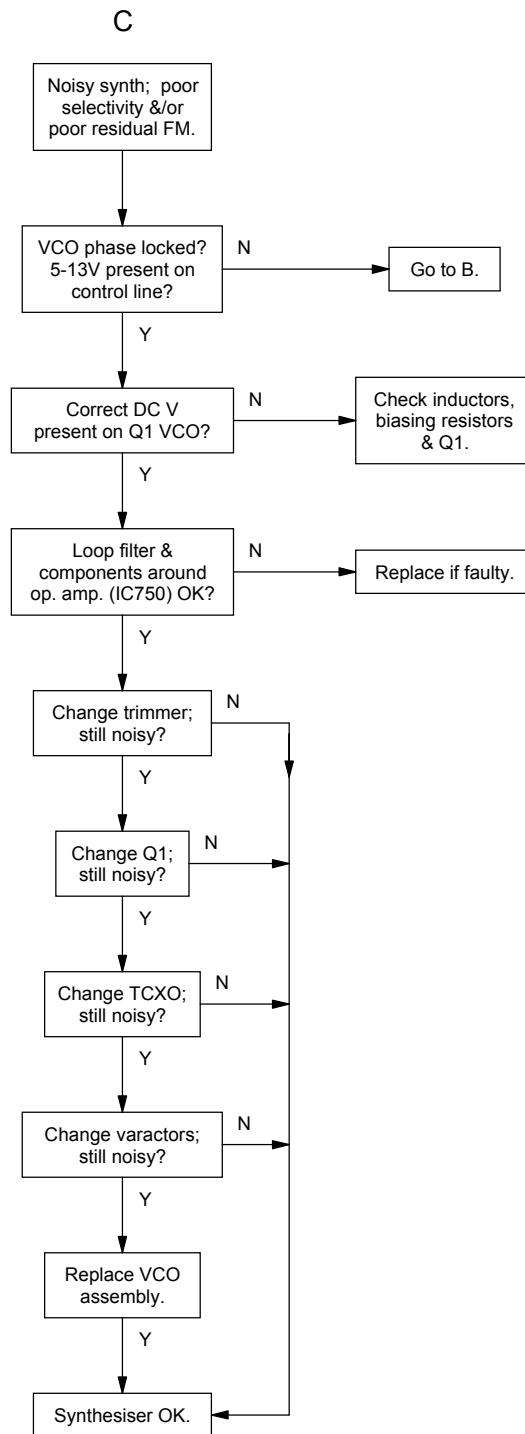 C
Noisy synth; poor
selectivity &/or
poor residual FM.
VCO phase locked?
5-13V present on
control line?
N
Go to B.
Y
Correct DC V
present on Q1 VCO?
N
Check inductors,
biasing resistors
& Q1.
Y
Loop filter &
components around
op. amp. (IC750) OK?
N
Replace if faulty.
Y
Change trimmer;
still noisy?
N
Y
Change Q1;
still noisy?
N
Y
Change TCXO;
still noisy?
N
Y
Change varactors;
still noisy?
N
Y
Replace VCO
assembly.
Y
Synthesiser OK.